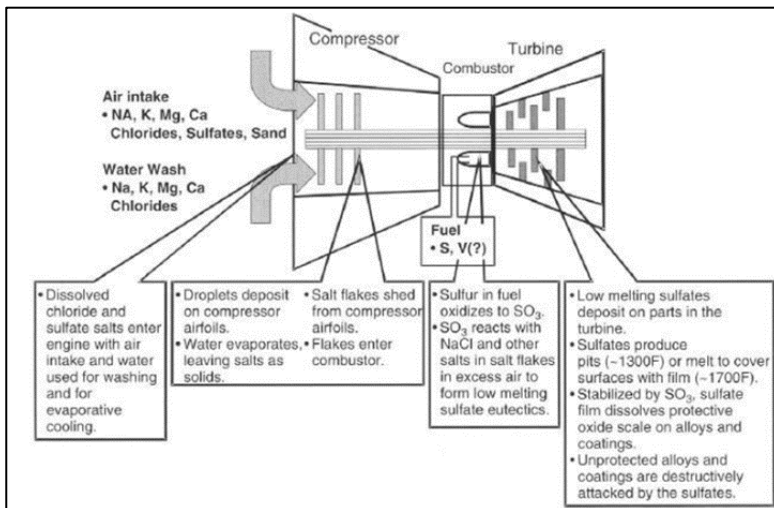 Compressor
Turbine
Combustor
Air intake
• NA, K, Mg, Ca
Chlorides, Sulfates, Sand
Water Wash
• Na, K, Mg, Ca
Chlorides
Fuel
• S, V(?)
• Dissolved
chloride and
sulfate salts enter
engine with air
intake and water
used for washing
and for
evaporative
cooling.
• Droplets deposit
on compressor
airfoils.
• Water evaporates,
leaving salts as
solids.
• Salt flakes shed
from compressor
airfoils.
• Flakes enter
combustor.
• Sulfur in fuel
oxidizes to SO₃.
• SO₃ reacts with
NaCl and other
salts in salt flakes
in excess air to
form low melting
sulfate eutectics.
• Low melting sulfates
deposit on parts in the
turbine.
• Sulfates produce
pits (~1300F) or melt to cover
surfaces with film (~1700F).
• Stabilized by SO₃, sulfate
film dissolves protective
oxide scale on alloys and
coatings.
• Unprotected alloys and
coatings are destructively
attacked by the sulfates.